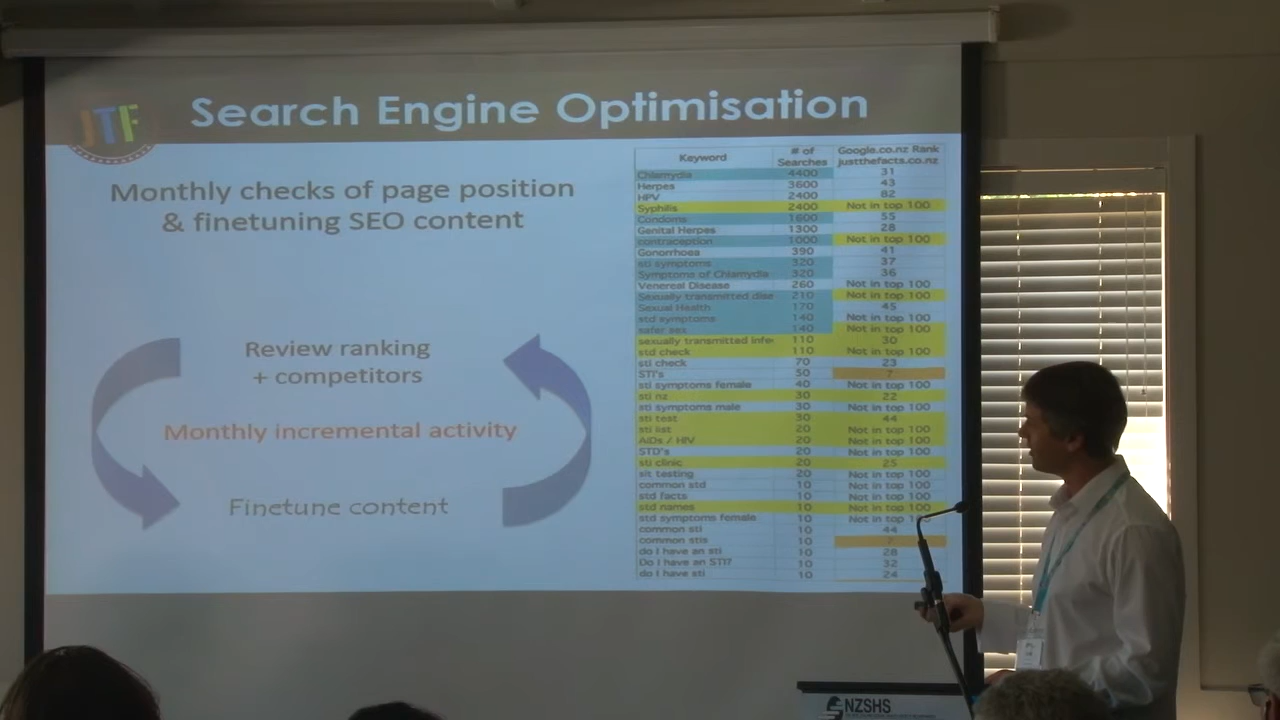 JTF
Search Engine Optimisation
Monthly checks of page position
& finetuning SEO content
Review ranking
+ competitors
Monthly incremental activity
Finetune content
Keyword # of Searches Google.co.nz Rank justthefacts.co.nz
Chlamydia 4400 31
Herpes 3600 43
HPV 2400 82
Syphilis 2400 Not in top 100
Condoms 1600 55
Genital Herpes 1300 28
contraception 1000 Not in top 100
Gonorrhoea 390 41
sti symptoms 320 37
Symptoms of Chlamydia 320 36
Venereal Disease 260 Not in top 100
Sexually transmitted dise 210 Not in top 100
Sexual Health 170 45
std symptoms 140 Not in top 100
safer sex 140 Not in top 100
sexually transmitted infe 110 30
std check 110 Not in top 100
sti check 70 23
STI's 50 7
sti symptoms female 40 Not in top 100
sti nz 30 22
sti symptoms male 30 Not in top 100
sti test 30 44
sti list 20 Not in top 100
AIDs / HIV 20 Not in top 100
STD's 20 Not in top 100
sti clinic 20 25
sit testing 20 Not in top 100
common std 10 Not in top 100
std facts 10 Not in top 100
std names 10 Not in top 100
std symptoms female 10 Not in top 100
common sti 10 44
common stis 10 7
do I have an sti 10 28
Do I have an STI? 10 32
do I have sti 10 24
NZSHS